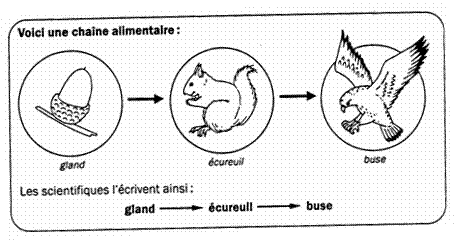 Voici une chaîne alimentaire :
gland
écureuil
buse
Les scientifiques l'écrivent ainsi :
gland → écureuil → buse